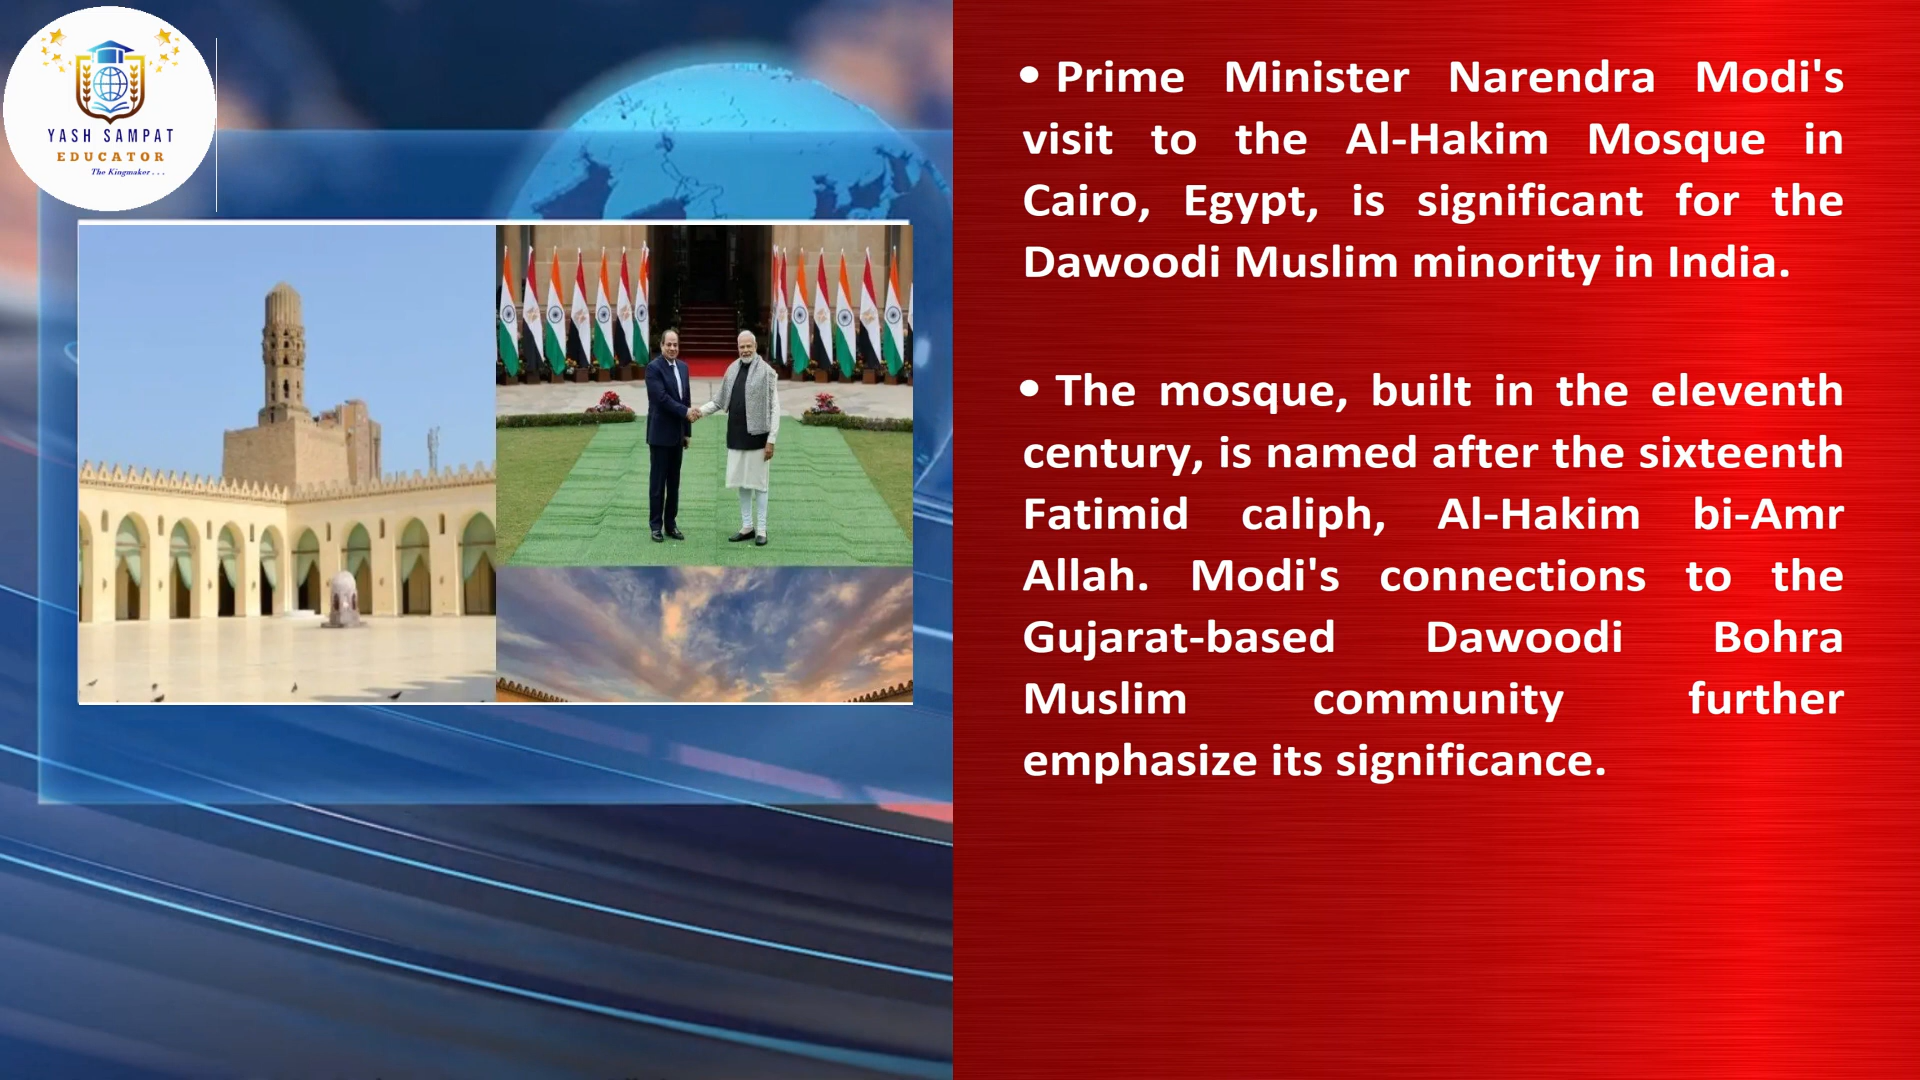 YASH SAMPAT
EDUCATOR
The Kingmaker . . .
• Prime Minister Narendra Modi's
visit to the Al-Hakim Mosque in
Cairo, Egypt, is significant for the
Dawoodi Muslim minority in India.
• The mosque, built in the eleventh
century, is named after the sixteenth
Fatimid caliph, Al-Hakim bi-Amr
Allah. Modi's connections to the
Gujarat-based Dawoodi Bohra
Muslim community further
emphasize its significance.